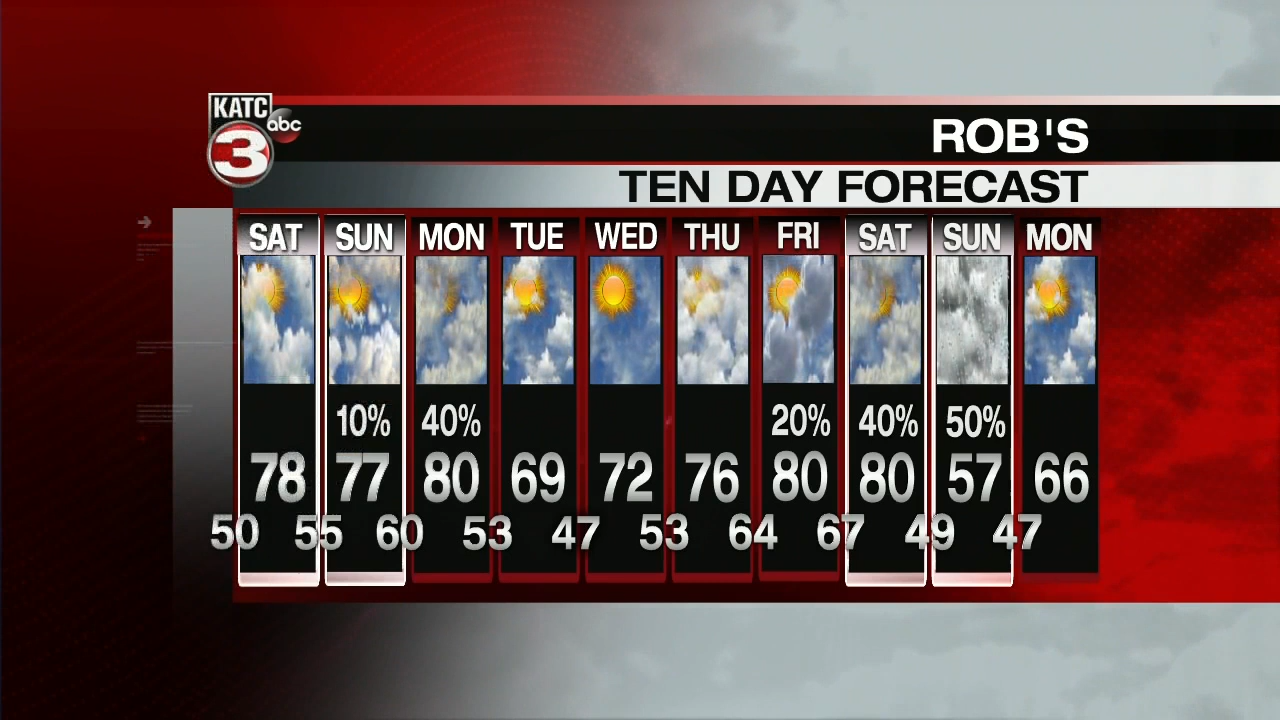 KATC
abc
3
ROB'S
TEN DAY FORECAST
SAT SUN MON TUE WED THU FRI SAT SUN MON
10% 40% 20% 40% 50%
78 77 80 69 72 76 80 80 57 66
50 55 60 53 47 53 64 67 49 47